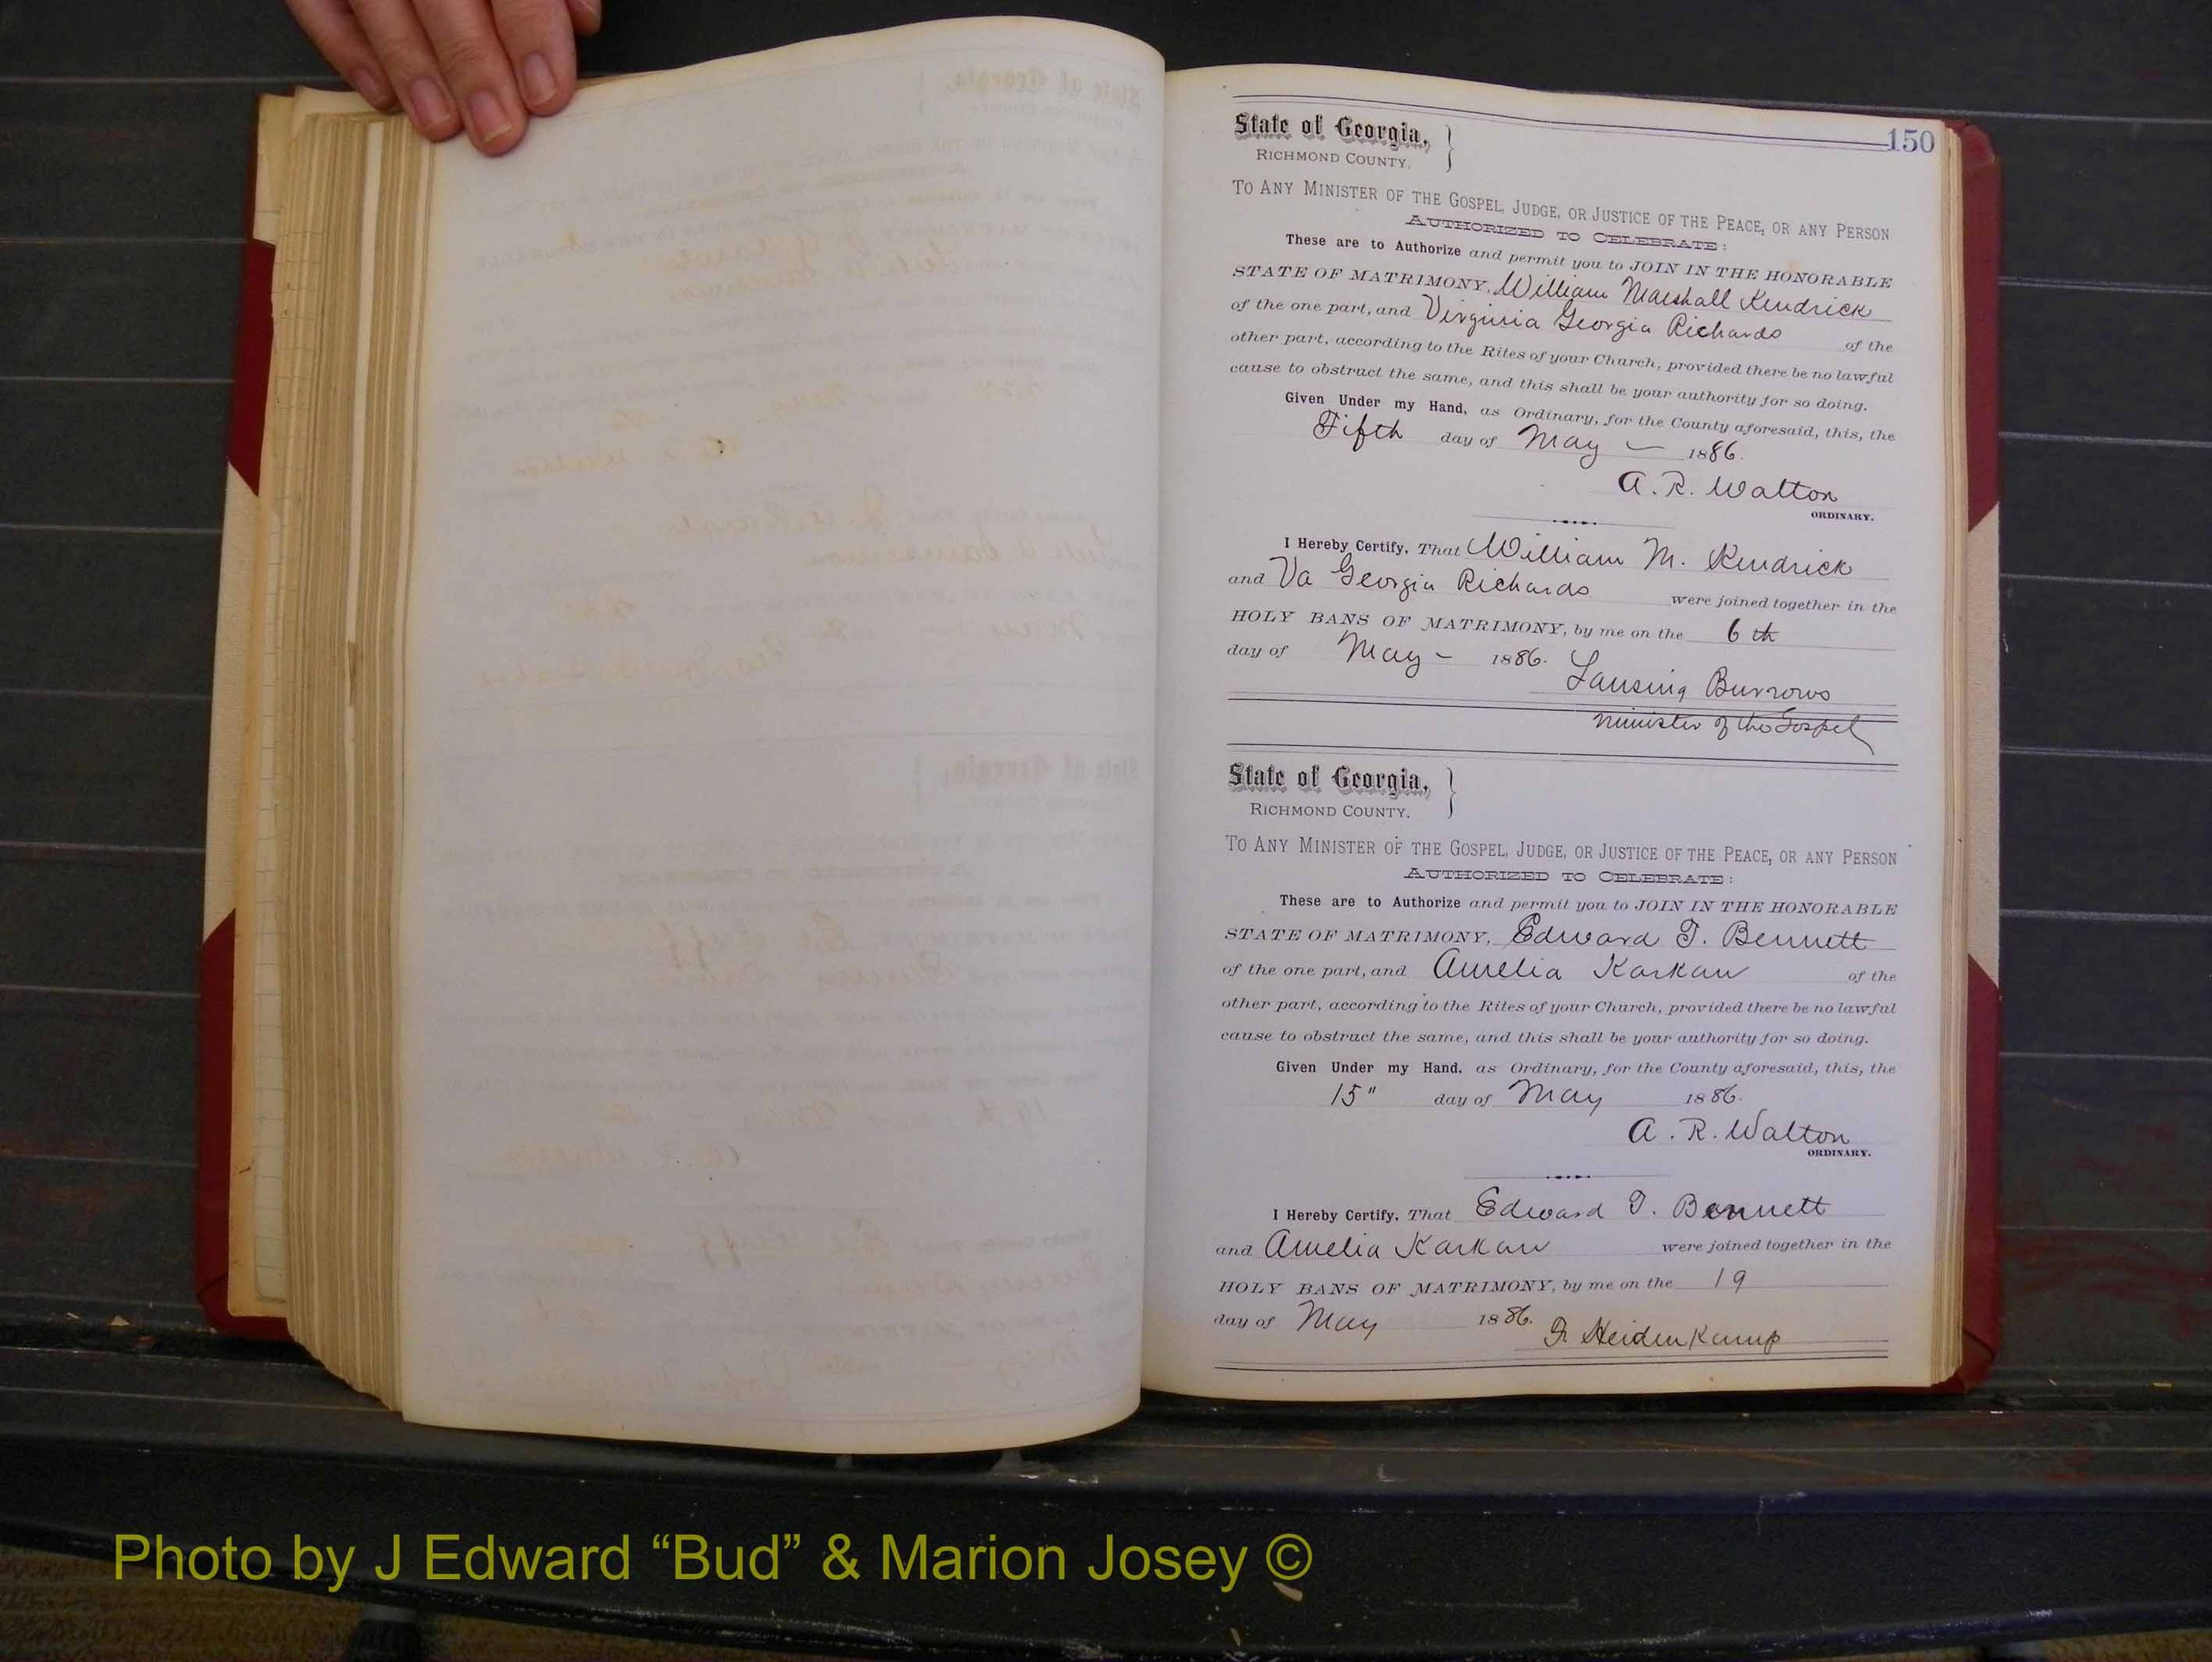 150
State of Georgia,
RICHMOND COUNTY.
TO ANY MINISTER OF THE GOSPEL, JUDGE, OR JUSTICE OF THE PEACE, OR ANY PERSON
AUTHORIZED TO CELEBRATE:
These are to Authorize and permit you to JOIN IN THE HONORABLE
STATE OF MATRIMONY, William Marshall Kendrick
of the one part, and Virginia Georgia Richards of the
other part, according to the Rites of your Church, provided there be no lawful
cause to obstruct the same, and this shall be your authority for so doing.
Given Under my Hand, as Ordinary, for the County aforesaid, this, the
Fifth day of May — 1886.
A. R. Walton
ORDINARY.
I Hereby Certify, That William M. Kendrick
and Va Georgia Richards were joined together in the
HOLY BANS OF MATRIMONY, by me on the 6th
day of May - 1886. Lansing Burrows
Minister of the Gospel
State of Georgia,
RICHMOND COUNTY.
TO ANY MINISTER OF THE GOSPEL, JUDGE, OR JUSTICE OF THE PEACE, OR ANY PERSON
AUTHORIZED TO CELEBRATE:
These are to Authorize and permit you to JOIN IN THE HONORABLE
STATE OF MATRIMONY, Edward T. Bennett
of the one part, and Amelia Karkau of the
other part, according to the Rites of your Church, provided there be no lawful
cause to obstruct the same, and this shall be your authority for so doing.
Given Under my Hand, as Ordinary, for the County aforesaid, this, the
15" day of May 1886.
A. R. Walton
ORDINARY.
I Hereby Certify, That Edward T. Bennett
and Amelia Karkau were joined together in the
HOLY BANS OF MATRIMONY, by me on the 19
day of May 1886. T. Heidenkamp
Photo by J Edward “Bud” & Marion Josey ©